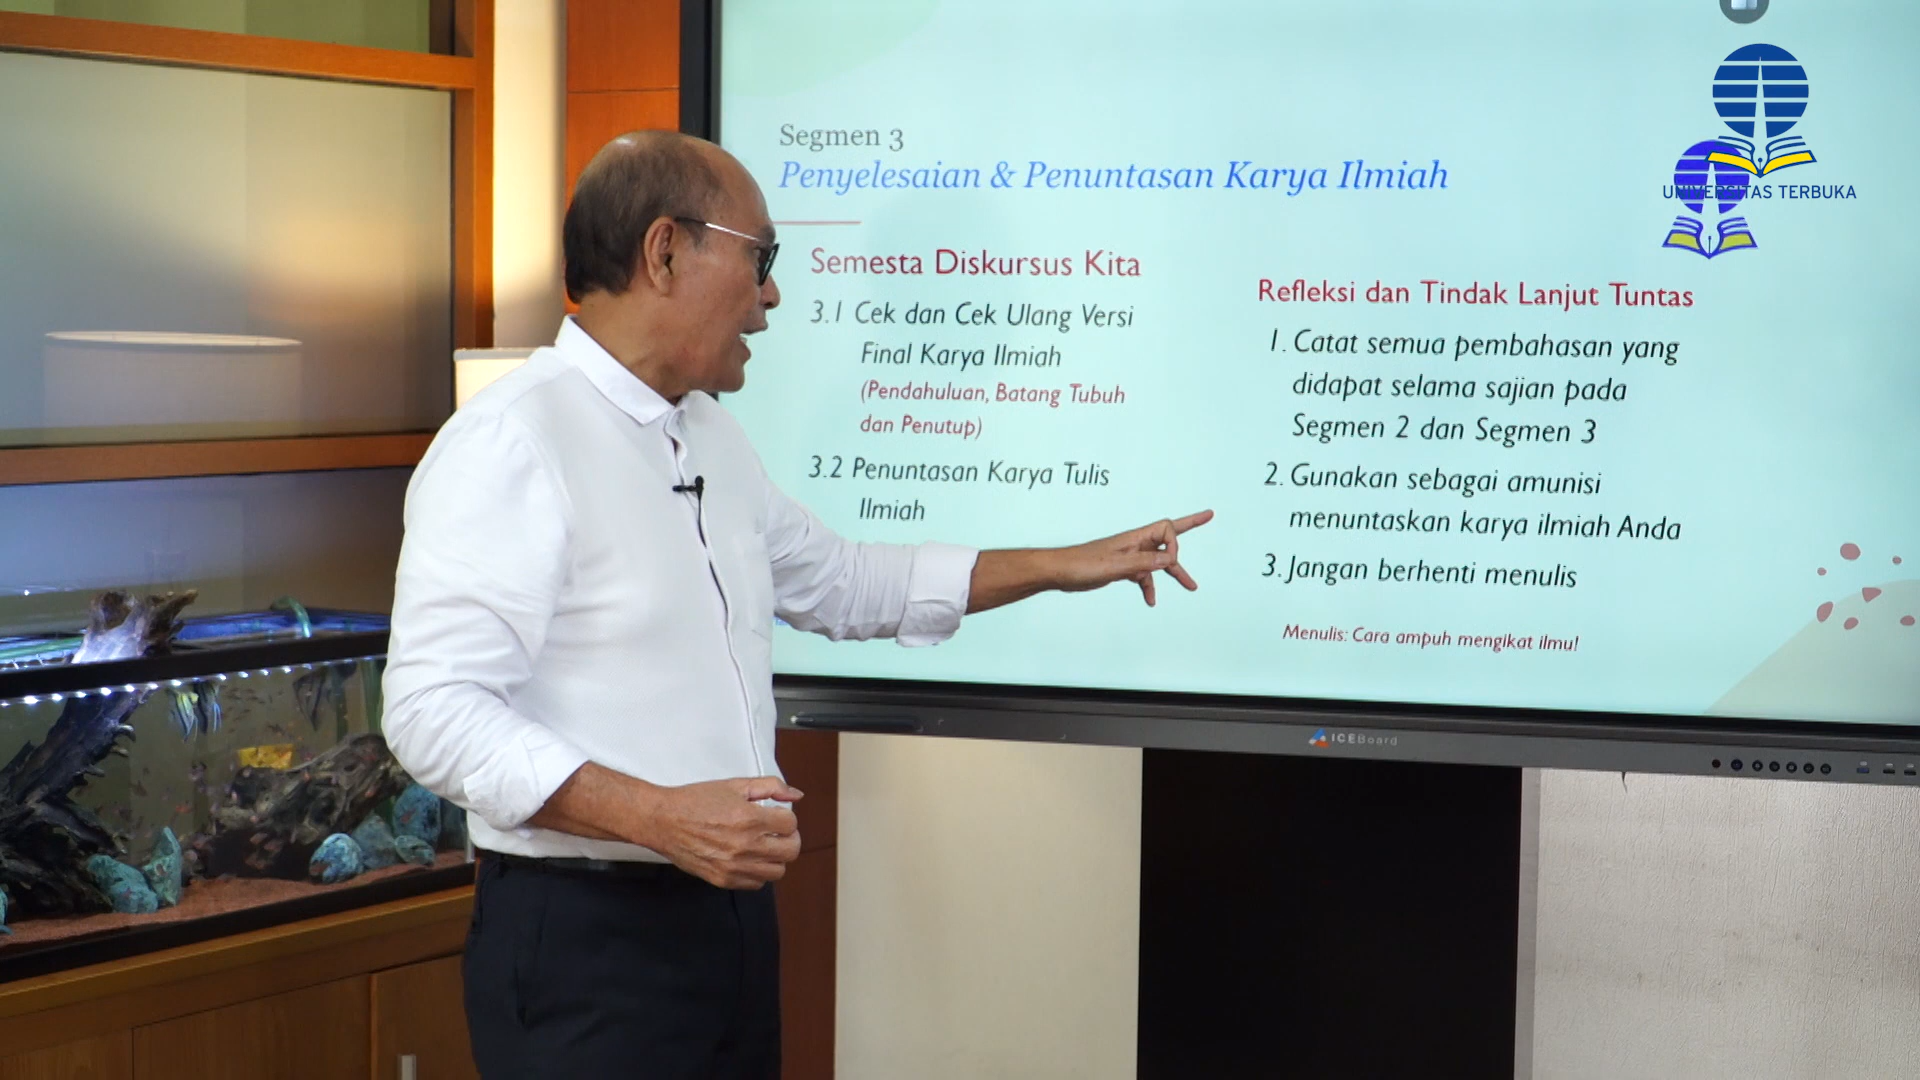 Segmen 3
Penyelesaian & Penuntasan Karya Ilmiah
Semesta Diskursus Kita
3.1 Cek dan Cek Ulang Versi
Final Karya Ilmiah
(Pendahuluan, Batang Tubuh
dan Penutup)
3.2 Penuntasan Karya Tulis
Ilmiah
Refleksi dan Tindak Lanjut Tuntas
1. Catat semua pembahasan yang
didapat selama sajian pada
Segmen 2 dan Segmen 3
2. Gunakan sebagai amunisi
menuntaskan karya ilmiah Anda
3. Jangan berhenti menulis
Menulis: Cara ampuh mengikat ilmu!
UNIVERSITAS TERBUKA
ICEBoard